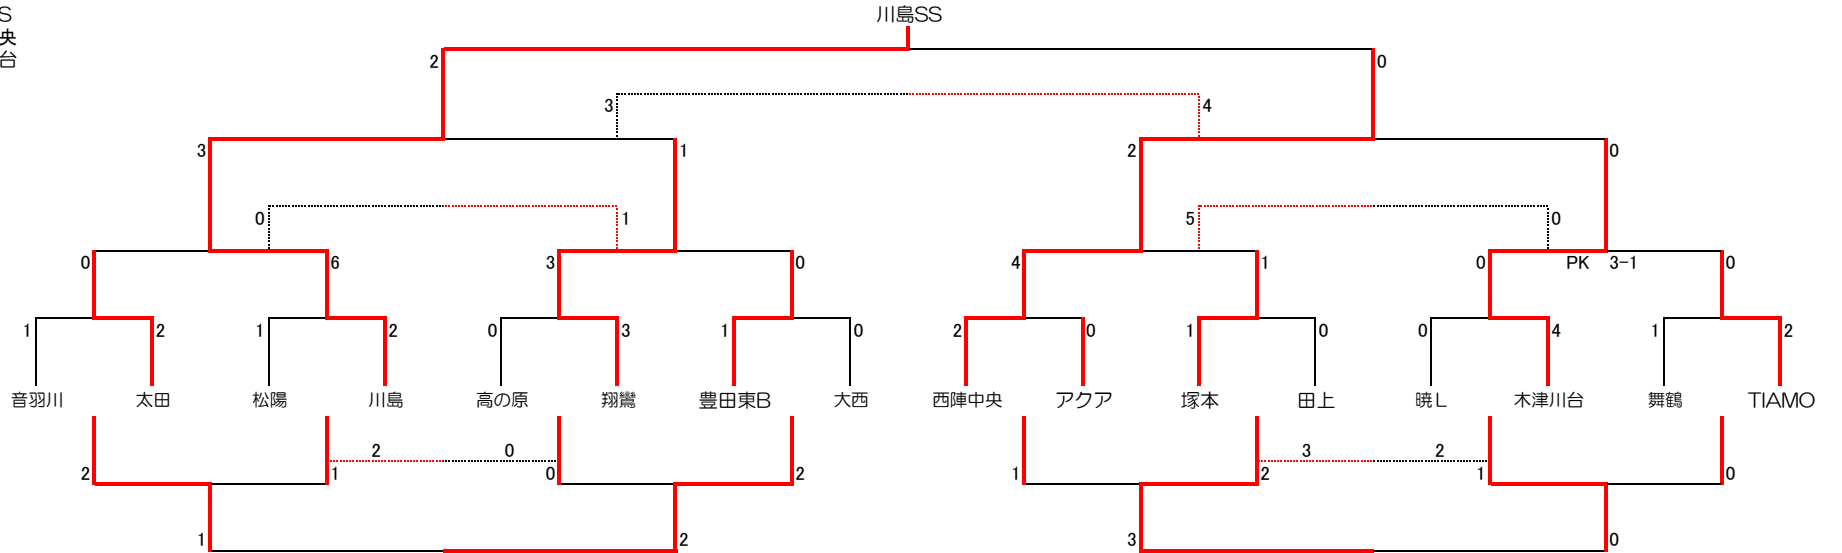 S
央
台
川島SS
2 0
3 4
3 1 2 0
0 1 5 0
0 6 3 0 4 1 0 PK 3-1 0
1 2 1 2 0 3 1 0 2 0 1 0 0 4 1 2
音羽川 太田 松陽 川島 高の原 翔鸞 豊田東B 大西 西陣中央 アクア 塚本 田上 暁L 木津川台 舞鶴 TIAMO
2 0 3 2
2 1 0 2 1 2 1 0
1 2 3 0